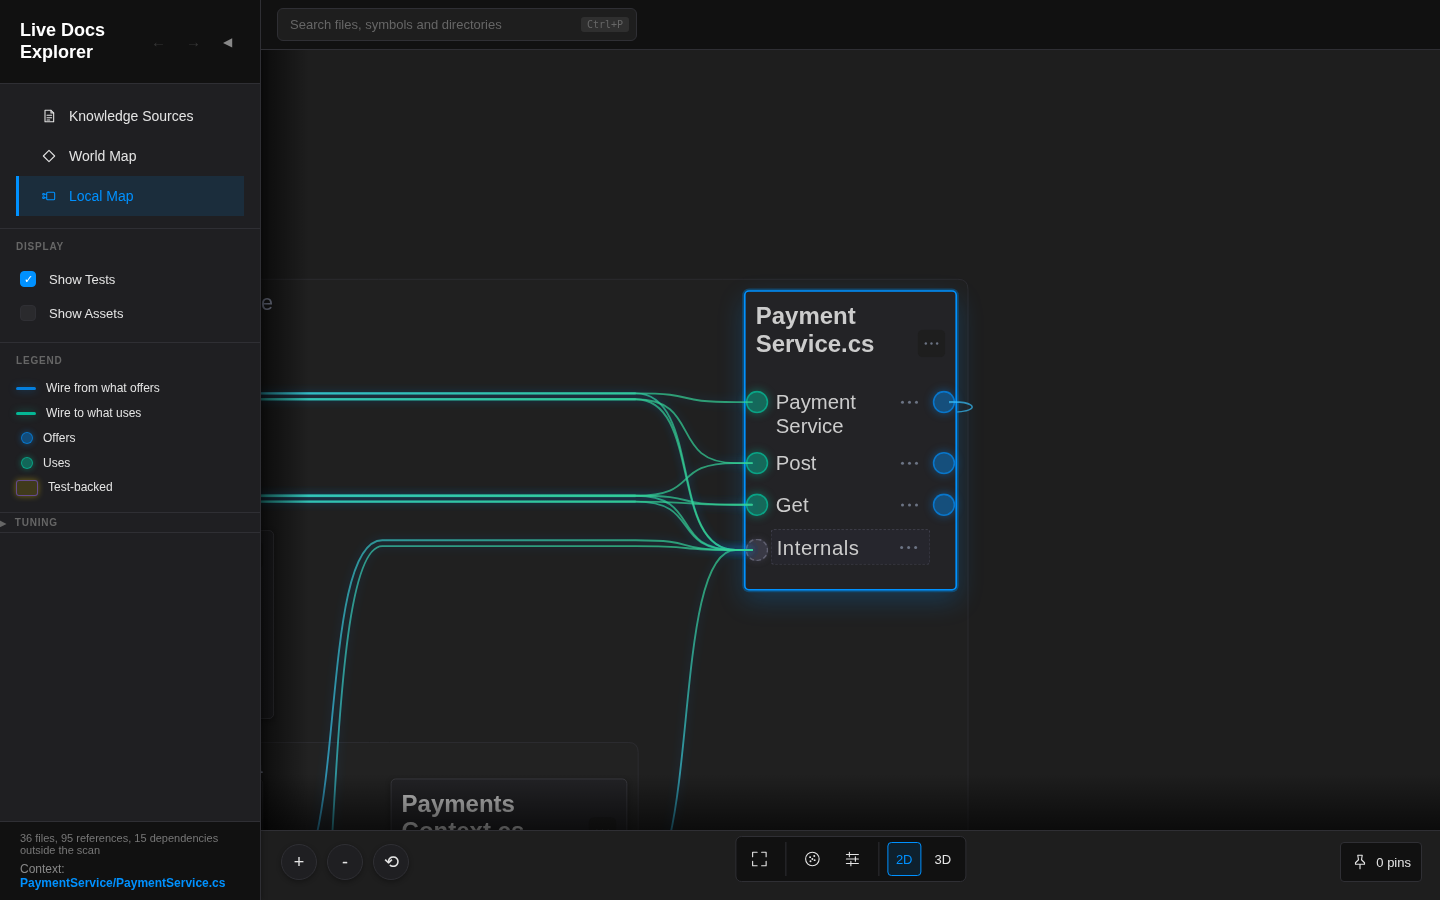 Live Docs
Explorer
Search files, symbols and directories
Ctrl+P
Knowledge Sources
World Map
Local Map
DISPLAY
Show Tests
Show Assets
LEGEND
Wire from what offers
Wire to what uses
Offers
Uses
Test-backed
TUNING
e
Payment
Service.cs
Payment
Service
Post
Get
Internals
Payments
Context.cs
36 files, 95 references, 15 dependencies
outside the scan
Context:
PaymentService/PaymentService.cs
+
-
2D
3D
0 pins